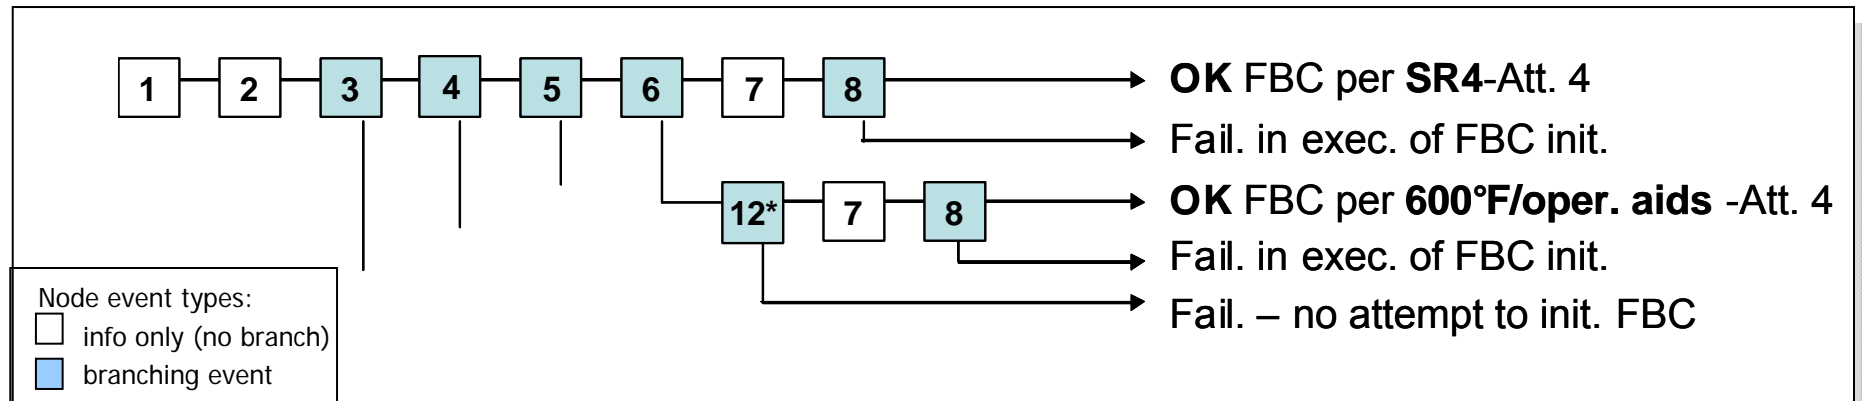 1 2 3 4 5 6 7 8 OK FBC per SR4-Att. 4
Fail. in exec. of FBC init.
12* 7 8 OK FBC per 600°F/oper. aids -Att. 4
Fail. in exec. of FBC init.
Fail. – no attempt to init. FBC
Node event types:
info only (no branch)
branching event